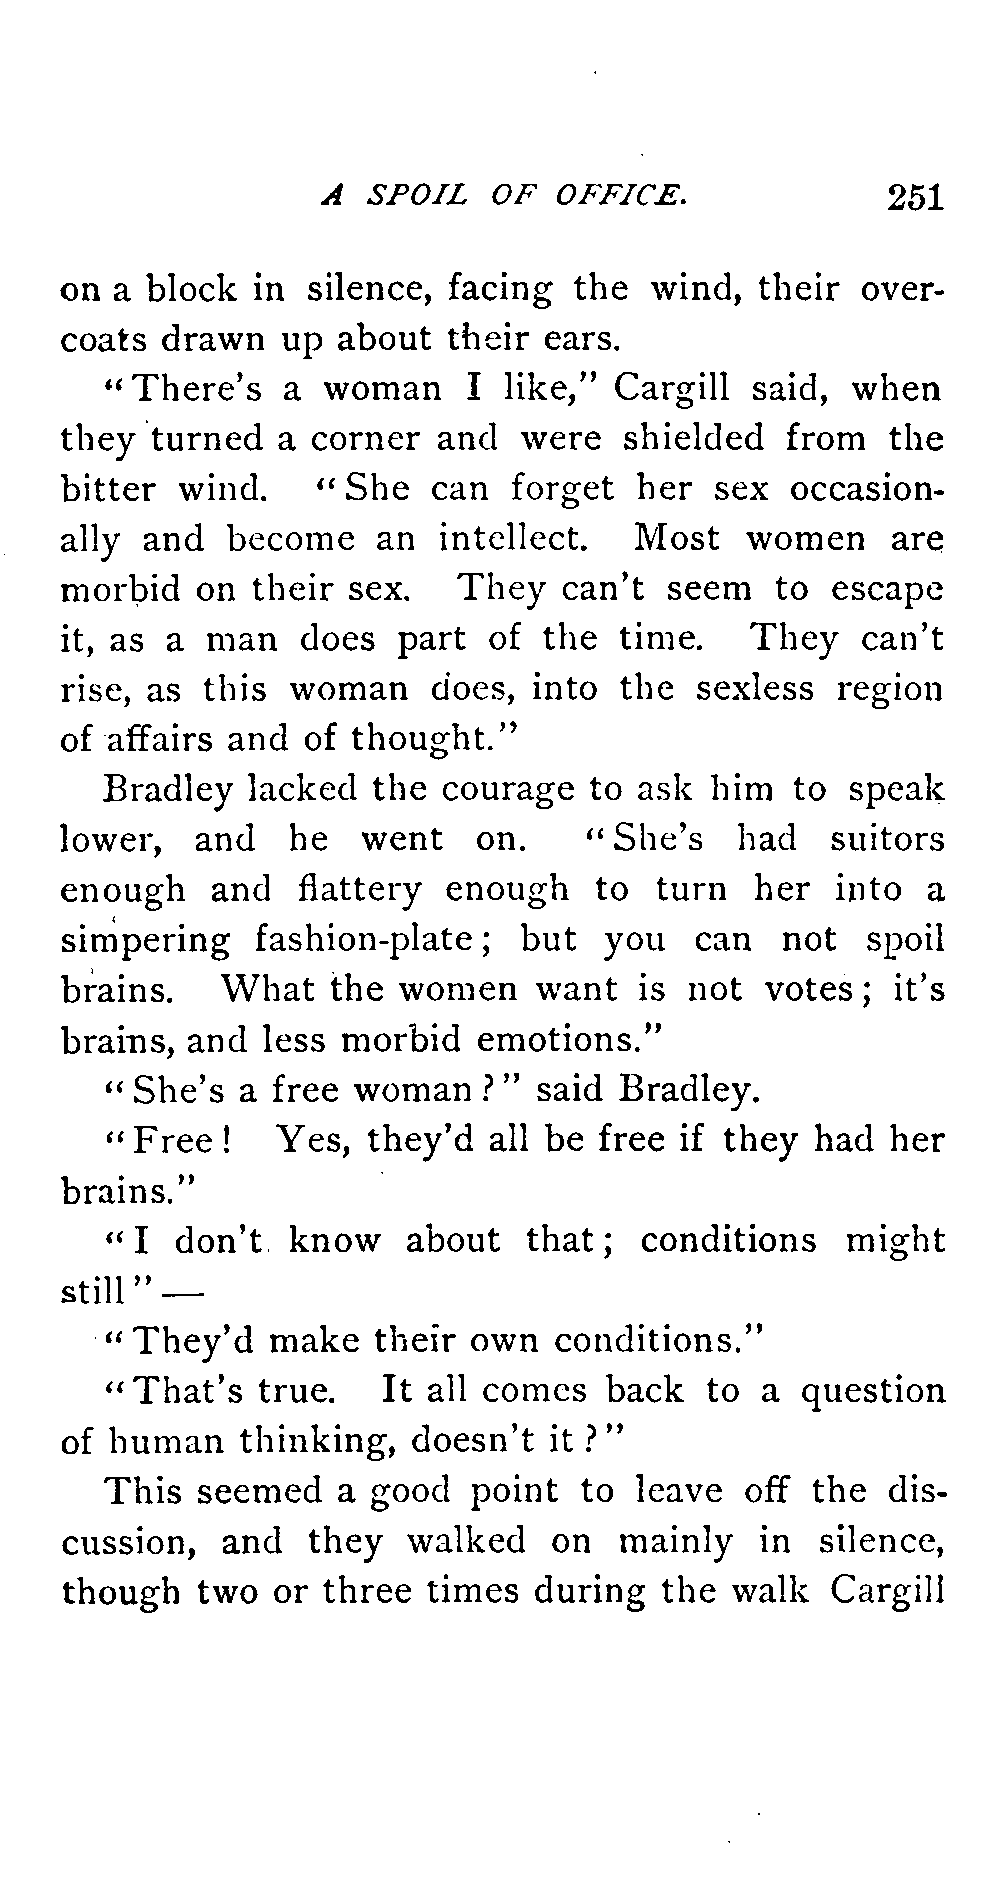 A SPOIL OF OFFICE. 251
on a block in silence, facing the wind, their over-
coats drawn up about their ears.
“There’s a woman I like,” Cargill said, when
they turned a corner and were shielded from the
bitter wind. “She can forget her sex occasion-
ally and become an intellect. Most women are
morbid on their sex. They can’t seem to escape
it, as a man does part of the time. They can’t
rise, as this woman does, into the sexless region
of affairs and of thought.”
Bradley lacked the courage to ask him to speak
lower, and he went on. “She’s had suitors
enough and flattery enough to turn her into a
simpering fashion-plate; but you can not spoil
brains. What the women want is not votes; it’s
brains, and less morbid emotions.”
“She’s a free woman?” said Bradley.
“Free! Yes, they’d all be free if they had her
brains.”
“I don’t know about that; conditions might
still”—
“They’d make their own conditions.”
“That’s true. It all comes back to a question
of human thinking, doesn’t it?”
This seemed a good point to leave off the dis-
cussion, and they walked on mainly in silence,
though two or three times during the walk Cargill